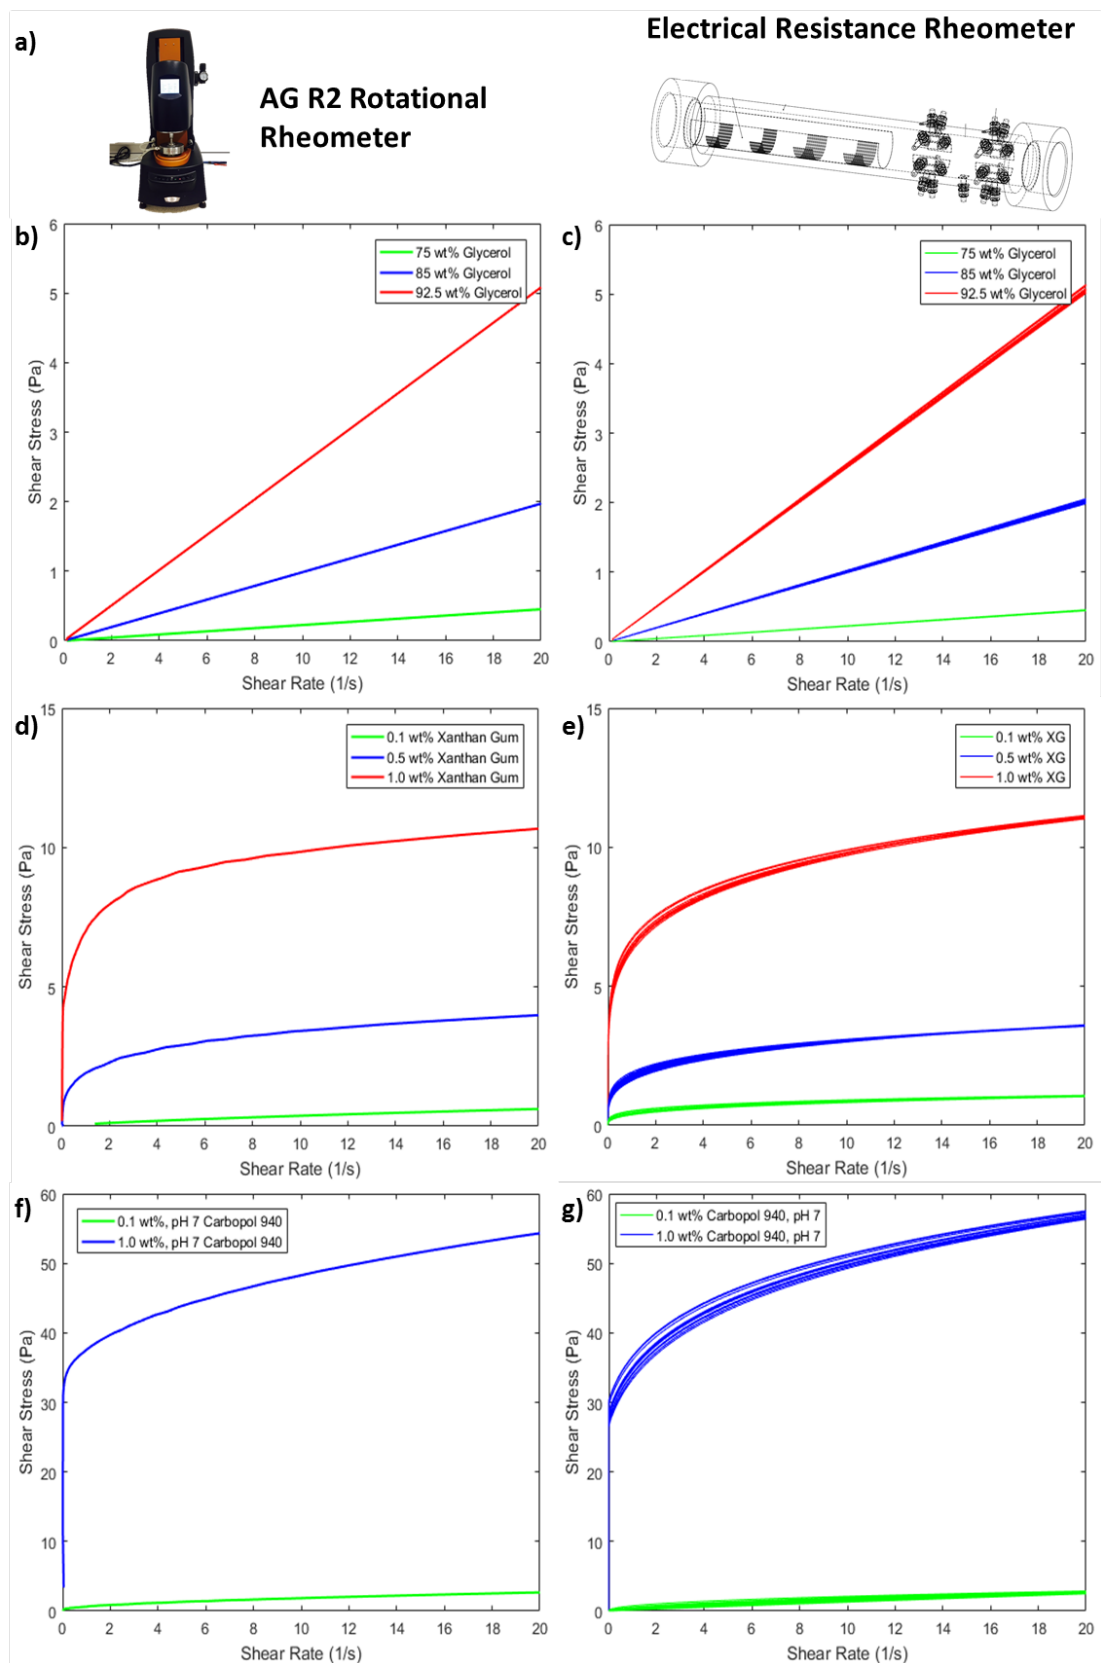 a)
Electrical Resistance Rheometer
AG R2 Rotational
Rheometer
b)
6
5
4
3
2
1
0
Shear Stress (Pa)
75 wt% Glycerol
85 wt% Glycerol
92.5 wt% Glycerol
0 2 4 6 8 10 12 14 16 18 20
Shear Rate (1/s)
c)
6
5
4
3
2
1
0
Shear Stress (Pa)
75 wt% Glycerol
85 wt% Glycerol
92.5 wt% Glycerol
0 2 4 6 8 10 12 14 16 18 20
Shear Rate (1/s)
d)
15
10
5
0
Shear Stress (Pa)
0.1 wt% Xanthan Gum
0.5 wt% Xanthan Gum
1.0 wt% Xanthan Gum
0 2 4 6 8 10 12 14 16 18 20
Shear Rate (1/s)
e)
15
10
5
0
Shear Stress (Pa)
0.1 wt% XG
0.5 wt% XG
1.0 wt% XG
0 2 4 6 8 10 12 14 16 18 20
Shear Rate (1/s)
f)
60
50
40
30
20
10
0
Shear Stress (Pa)
0.1 wt%, pH 7 Carbopol 940
1.0 wt%, pH 7 Carbopol 940
0 2 4 6 8 10 12 14 16 18 20
Shear Rate (1/s)
g)
60
50
40
30
20
10
0
Shear Stress (Pa)
0.1 wt% Carbopol 940, pH 7
1.0 wt% Carbopol 940, pH 7
0 2 4 6 8 10 12 14 16 18 20
Shear Rate (1/s)